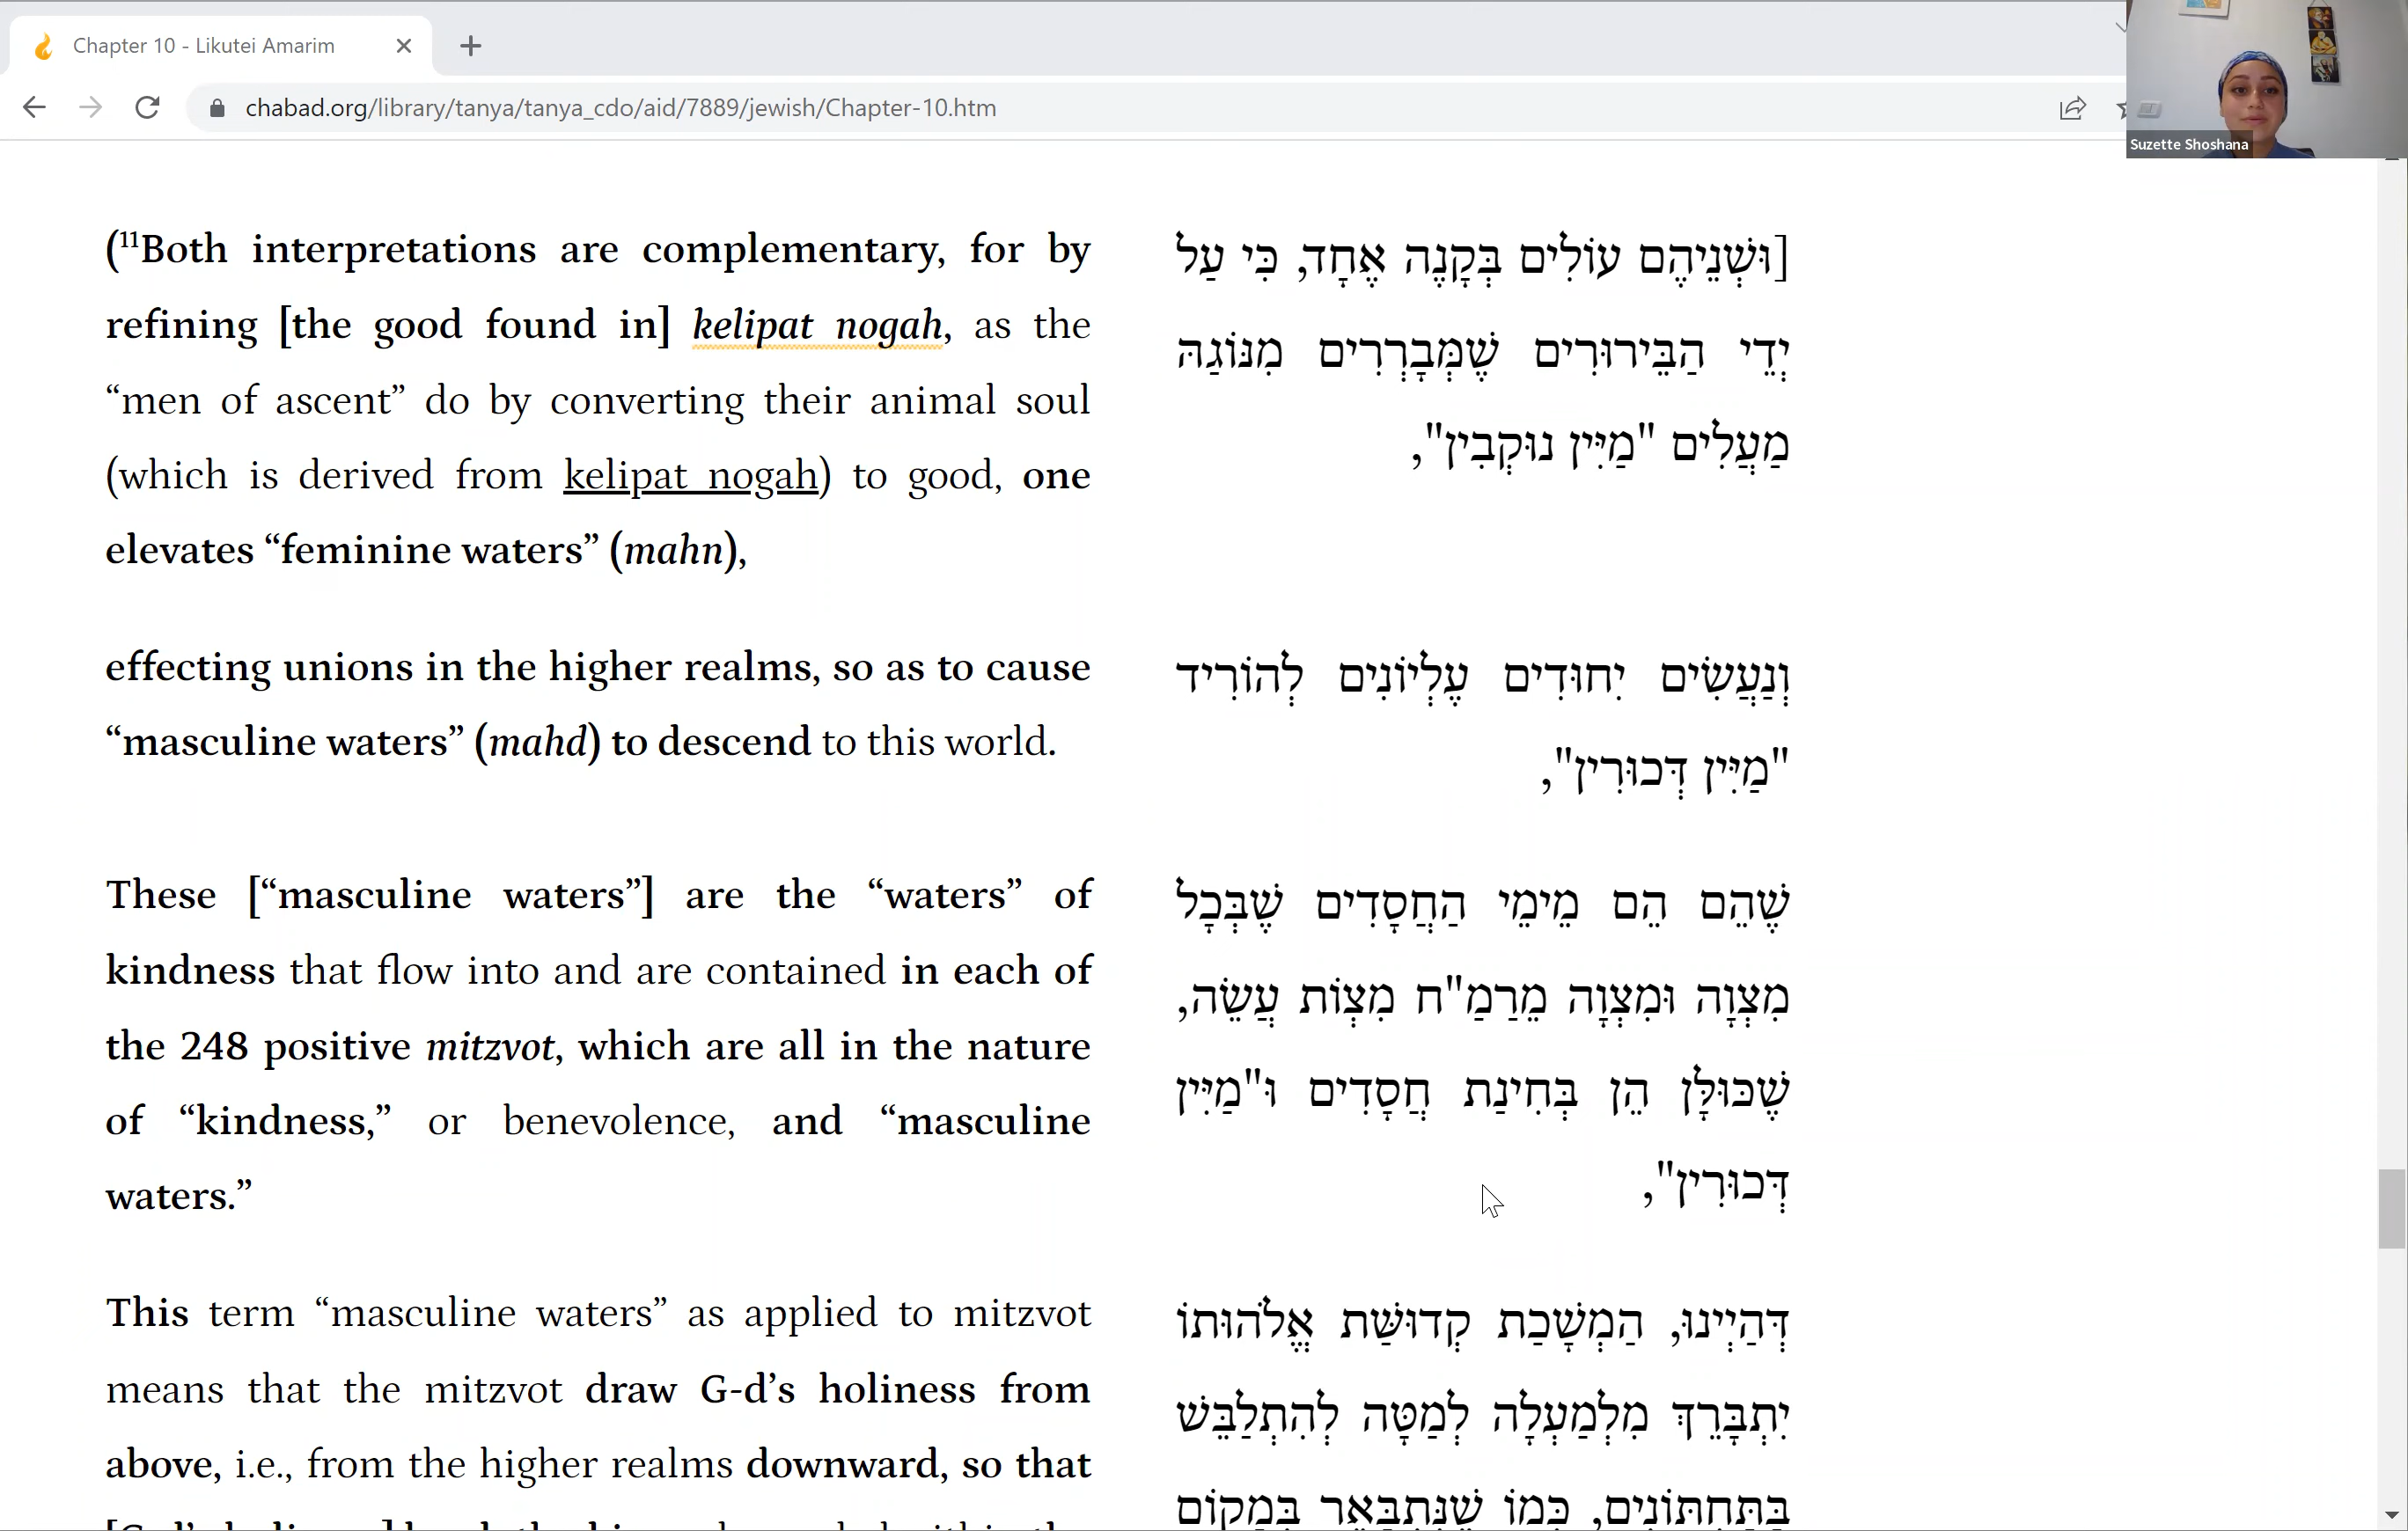 Chapter 10 - Likutei Amarim
chabad.org/library/tanya/tanya_cdo/aid/7889/jewish/Chapter-10.htm
Suzette Shoshana
(11Both interpretations are complementary, for by
refining [the good found in] kelipat nogah, as the
“men of ascent” do by converting their animal soul
(which is derived from kelipat nogah) to good, one
elevates “feminine waters” (mahn),
effecting unions in the higher realms, so as to cause
“masculine waters” (mahd) to descend to this world.
These [“masculine waters”] are the “waters” of
kindness that flow into and are contained in each of
the 248 positive mitzvot, which are all in the nature
of “kindness,” or benevolence, and “masculine
waters.”
This term “masculine waters” as applied to mitzvot
means that the mitzvot draw G-d’s holiness from
above, i.e., from the higher realms downward, so that
[וּשְׁנֵיהֶם עוֹלִים בְּקָנֶה אֶחָד, כִּי עַל
יְדֵי הַבֵּירוּרִים שֶׁמְּבָרְרִים מִנּוֹגַהּ
מַעֲלִים "מַיִּין נוּקְבִין",
וְנַעֲשִׂים יִחוּדִים עֶלְיוֹנִים לְהוֹרִיד
"מַיִּין דְּכוּרִין",
שֶׁהֵם הֵם מֵימֵי הַחֲסָדִים שֶׁבְּכָל
מִצְוָה וּמִצְוָה מֵרַמַ"ח מִצְוֹת עֲשֵׂה,
שֶׁכּוּלָּן הֵן בְּחִינַת חֲסָדִים וּ"מַיִּין
דְּכוּרִין",
דְּהַיְינוּ, הַמְשָׁכַת קְדוּשַּׁת אֱלֹהוּתוֹ
יִתְבָּרֵךְ מִלְמַעְלָה לְמַטָּה לְהִתְלַבֵּשׁ
בַּתַּחְתּוֹנִים, כְּמוֹ שֶׁנִּתְבָּאֵר בְּמָקוֹם